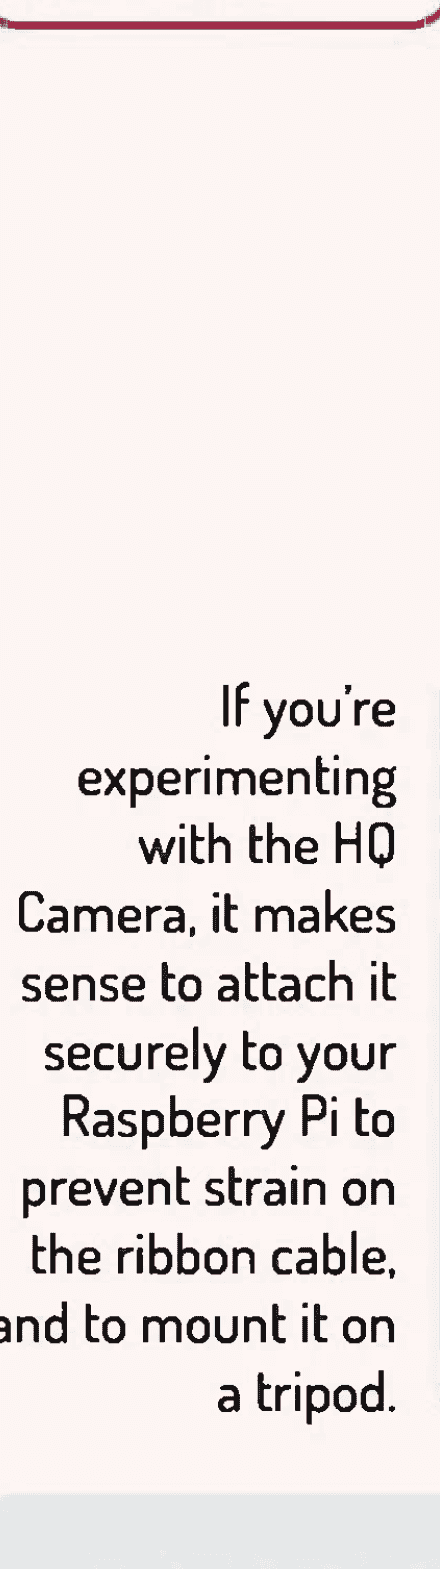 If you're
experimenting
with the HQ
Camera, it makes
sense to attach it
securely to your
Raspberry Pi to
prevent strain on
the ribbon cable,
and to mount it on
a tripod.